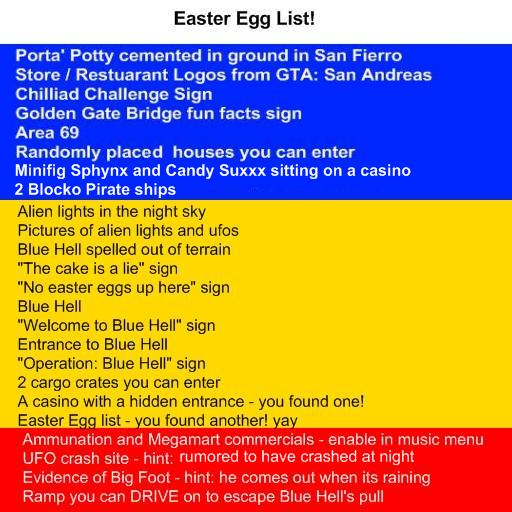 Easter Egg List!
Porta' Potty cemented in ground in San Fierro
Store / Restuarant Logos from GTA: San Andreas
Chilliad Challenge Sign
Golden Gate Bridge fun facts sign
Area 69
Randomly placed houses you can enter
Minifig Sphynx and Candy Suxxx sitting on a casino
2 Blocko Pirate ships
Alien lights in the night sky
Pictures of alien lights and ufos
Blue Hell spelled out of terrain
"The cake is a lie" sign
"No easter eggs up here" sign
Blue Hell
"Welcome to Blue Hell" sign
Entrance to Blue Hell
"Operation: Blue Hell" sign
2 cargo crates you can enter
A casino with a hidden entrance - you found one!
Easter Egg list - you found another! yay
Ammunation and Megamart commercials - enable in music menu
UFO crash site - hint: rumored to have crashed at night
Evidence of Big Foot - hint: he comes out when its raining
Ramp you can DRIVE on to escape Blue Hell's pull